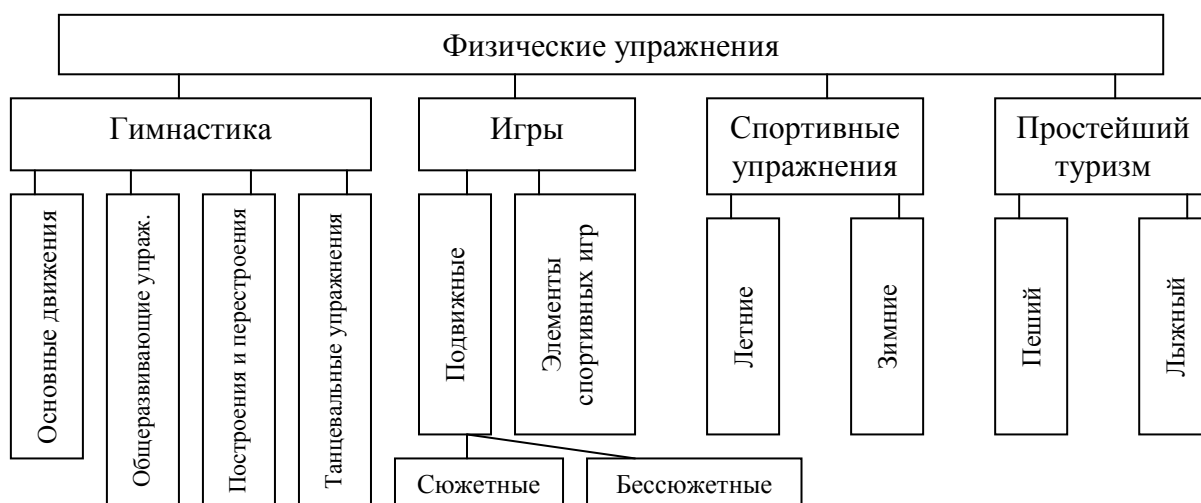 Физические упражнения
Гимнастика
Игры
Спортивные
упражнения
Простейший
туризм
Основные движения
Общеразвивающие упраж.
Построения и перестроения
Танцевальные упражнения
Подвижные
Элементы
спортивных игр
Летние
Зимние
Пеший
Лыжный
Сюжетные
Бессюжетные